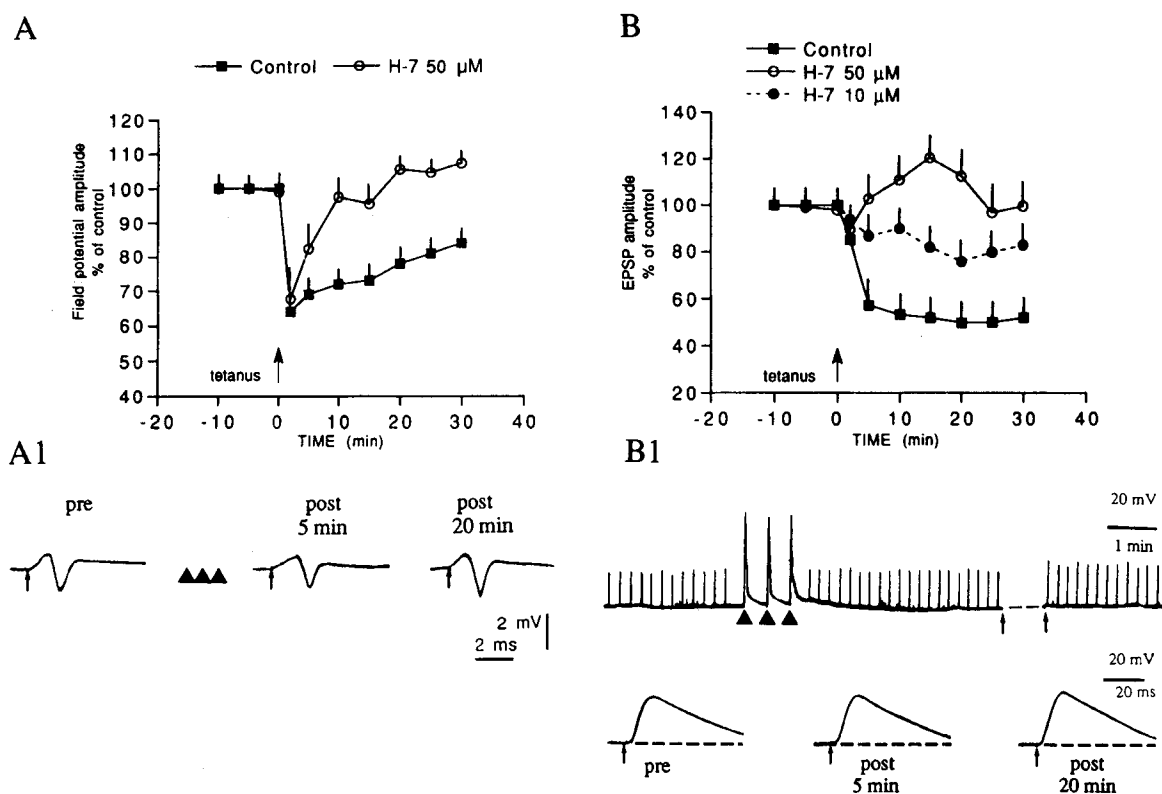 A
Control H-7 50 µM
Field potential amplitude
% of control
120
110
100
90
80
70
60
50
40
tetanus
-20 -10 0 10 20 30 40
TIME (min)
B
Control
H-7 50 µM
H-7 10 µM
EPSP amplitude
% of control
140
120
100
80
60
40
20
tetanus
-20 -10 0 10 20 30 40
TIME (min)
A1
pre
post
5 min
post
20 min
2 mV
2 ms
B1
20 mV
1 min
20 mV
20 ms
pre
post
5 min
post
20 min